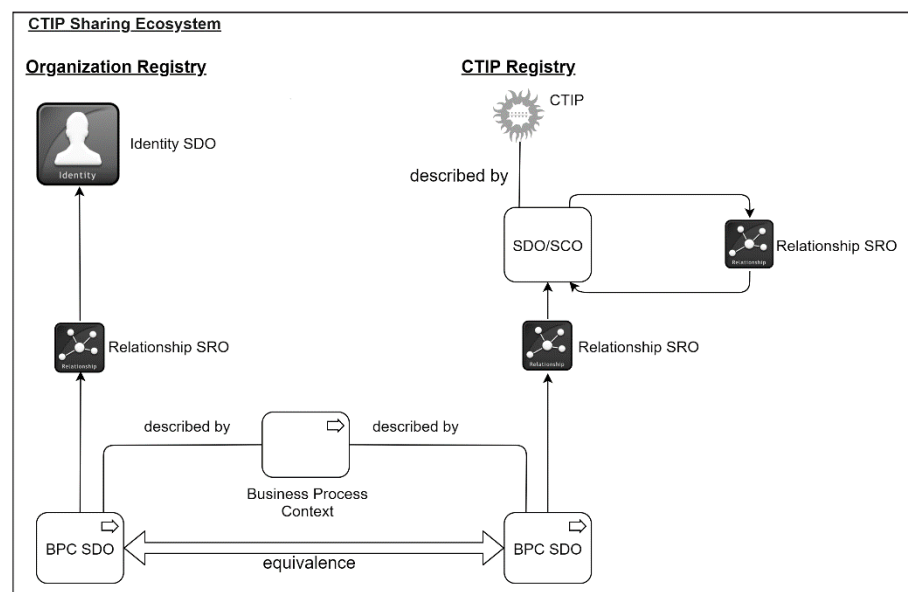 CTIP Sharing Ecosystem
Organization Registry
CTIP Registry
CTIP
Identity SDO
Identity
described by
SDO/SCO
Relationship SRO
Relationship
Relationship SRO
Relationship
Relationship SRO
Relationship
described by
described by
Business Process
Context
BPC SDO
BPC SDO
equivalence